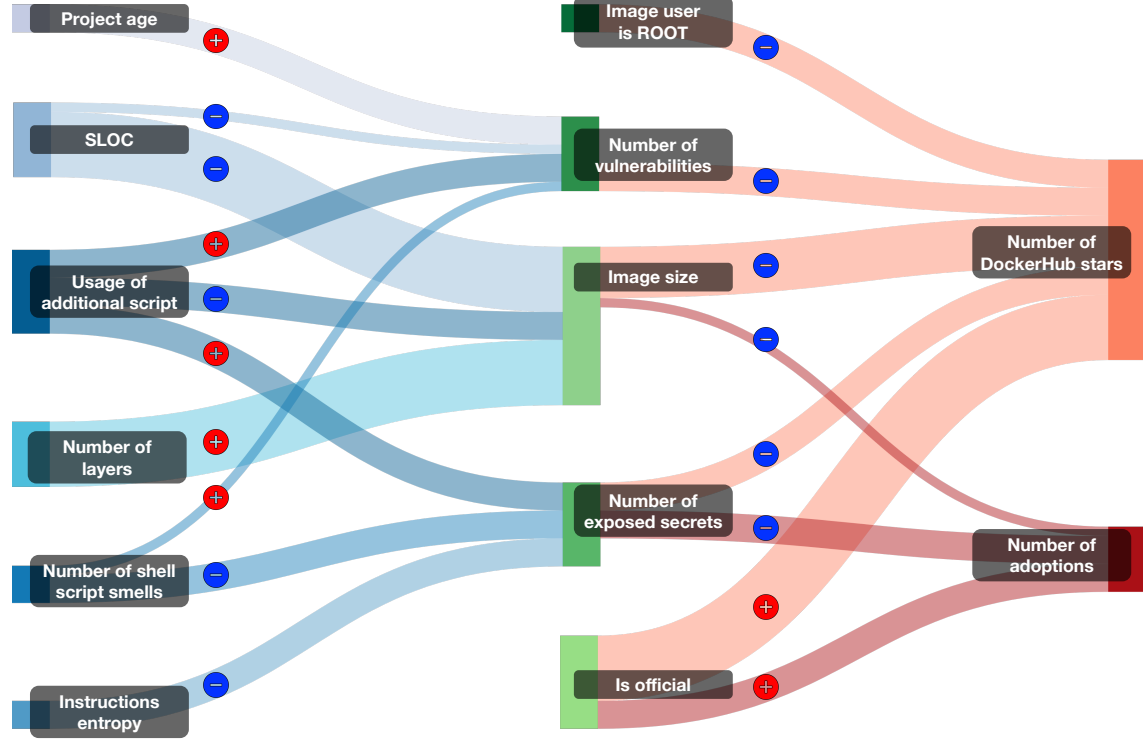 Project age
+
SLOC
−
−
Usage of
additional script
+
−
+
Number of
layers
+
Number of shell
script smells
+
−
Instructions
entropy
−
Image user
is ROOT
−
Number of
vulnerabilities
−
Image size
−
−
Number of
exposed secrets
−
−
Is official
+
+
Number of
DockerHub stars
Number of
adoptions